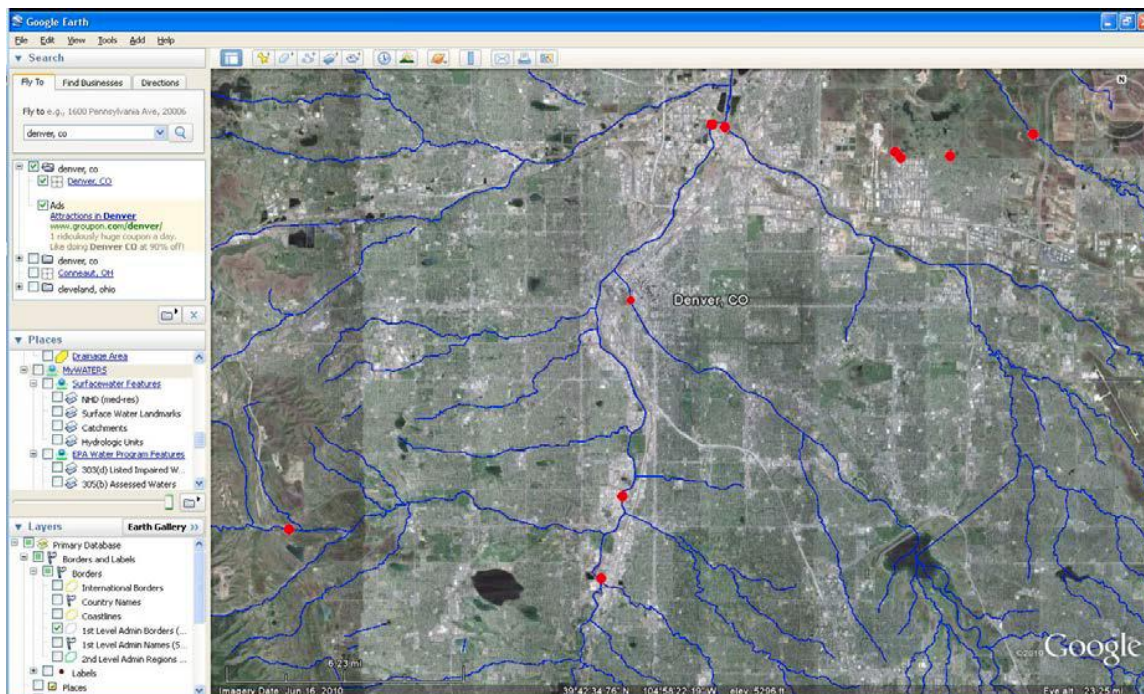 Google Earth
File Edit View Tools Add Help
Search
Fly To Find Businesses Directions
Fly to e.g., 1600 Pennsylvania Ave, 20006
denver, co
denver, co
Denver, CO
Ads
Attractions in Denver
www.groupon.com/denver/
1 ridiculously huge coupon a day.
Like doing Denver CO at 90% off!
denver, co
Conneaut, OH
cleveland, ohio
Places
Drainage Area
MyWATERS
Surfacewater Features
NHD (med-res)
Surface Water Landmarks
Catchments
Hydrologic Units
EPA Water Program Features
303(d) Listed Impaired W...
305(b) Assessed Waters
Layers Earth Gallery >>
Primary Database
Borders and Labels
Borders
International Borders
Country Names
Coastlines
1st Level Admin Borders (...
1st Level Admin Names (S...
2nd Level Admin Regions ...
Labels
Places
N
Denver, CO
6.23 mi
©2010 Google
Imagery Date: Jun 16, 2010 39°42'34.76" N 104°58'22.19" W elev 5296 ft Eye alt 23.25 mi